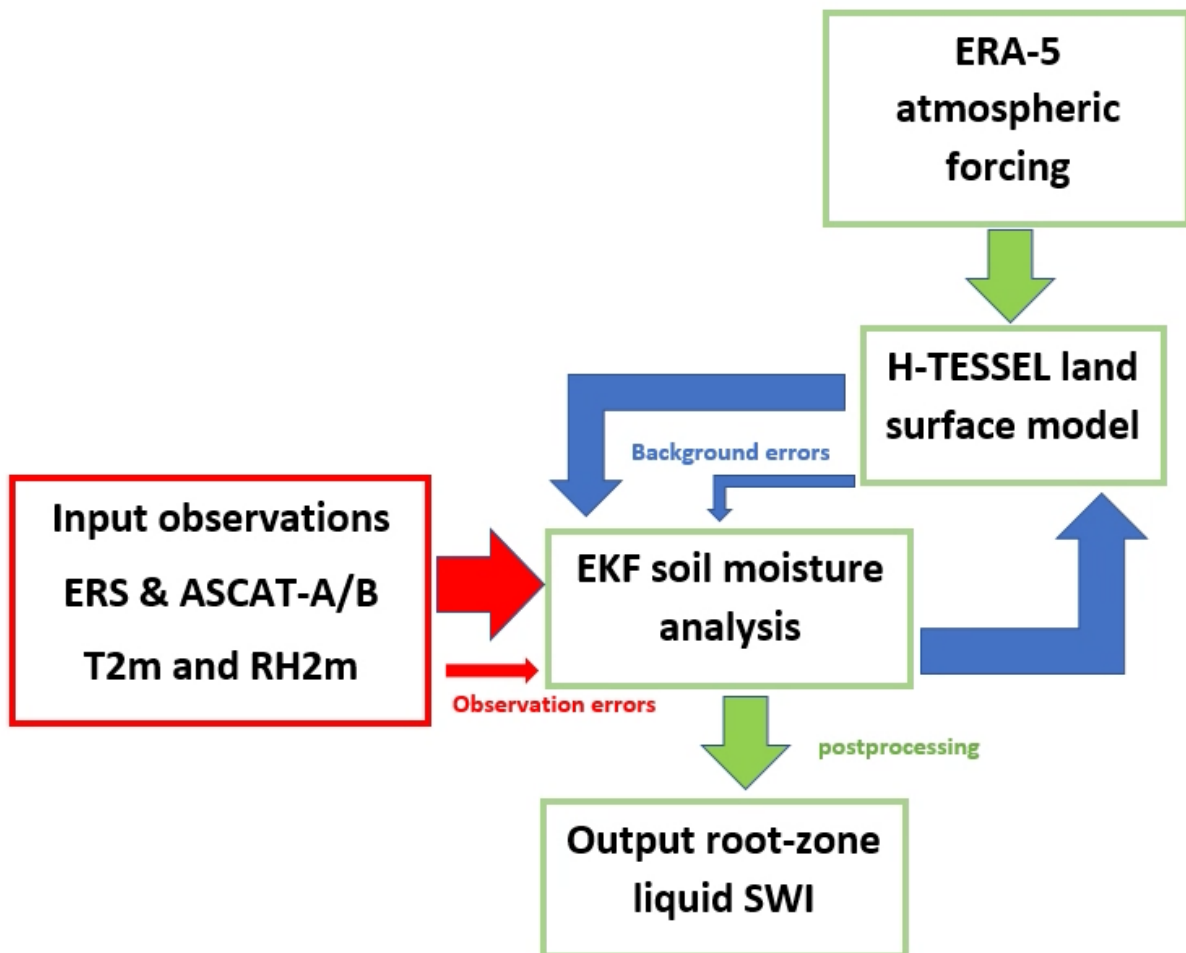 ERA-5
atmospheric
forcing
H-TESSEL land
surface model
Background errors
Input observations
ERS & ASCAT-A/B
T2m and RH2m
EKF soil moisture
analysis
Observation errors
postprocessing
Output root-zone
liquid SWI